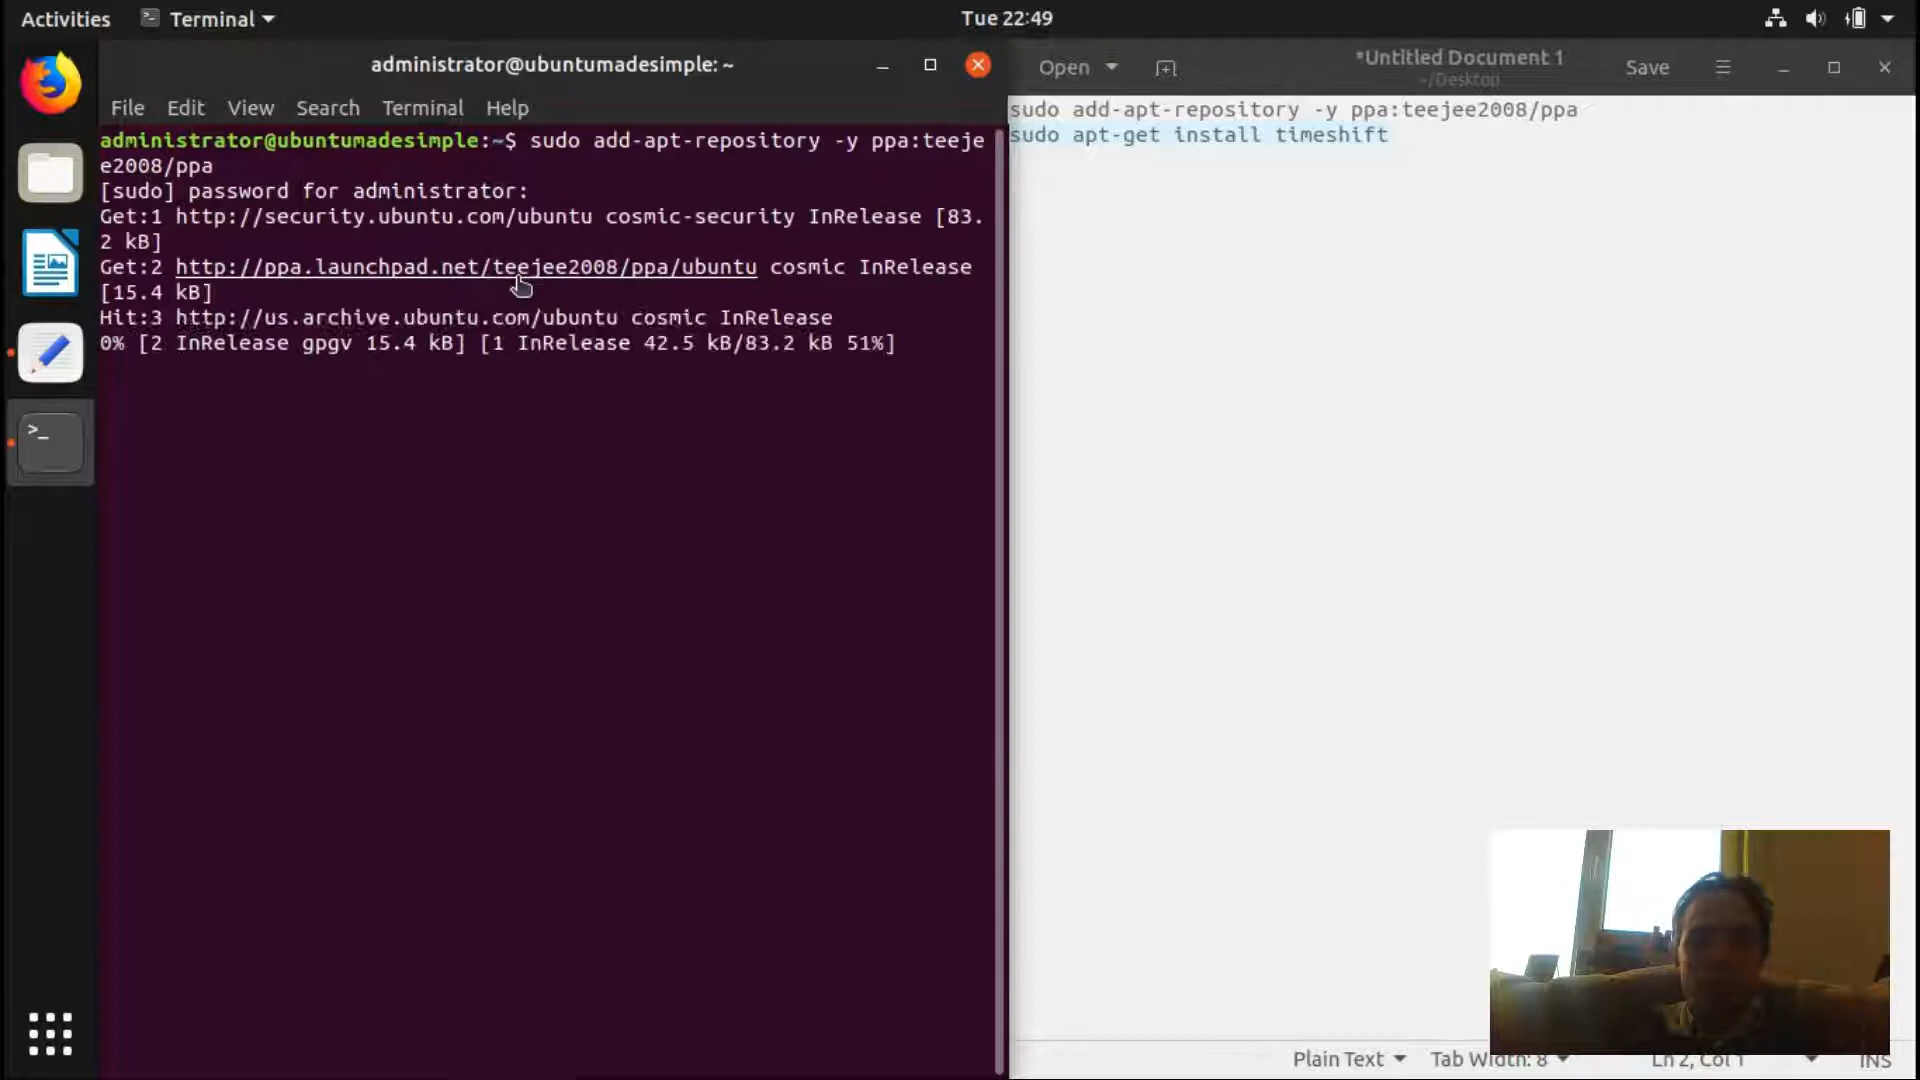 Activities
Terminal
Tue 22:49
administrator@ubuntumadesimple: ~
File Edit View Search Terminal Help
administrator@ubuntumadesimple:~$ sudo add-apt-repository -y ppa:teeje
e2008/ppa
[sudo] password for administrator:
Get:1 http://security.ubuntu.com/ubuntu cosmic-security InRelease [83.
2 kB]
Get:2 http://ppa.launchpad.net/teejee2008/ppa/ubuntu cosmic InRelease
[15.4 kB]
Hit:3 http://us.archive.ubuntu.com/ubuntu cosmic InRelease
0% [2 InRelease gpgv 15.4 kB] [1 InRelease 42.5 kB/83.2 kB 51%]
>_
Open
*Untitled Document 1
~/Desktop
Save
sudo add-apt-repository -y ppa:teejee2008/ppa
sudo apt-get install timeshift
Plain Text
Tab Width: 8
Ln 2, Col 1
INS